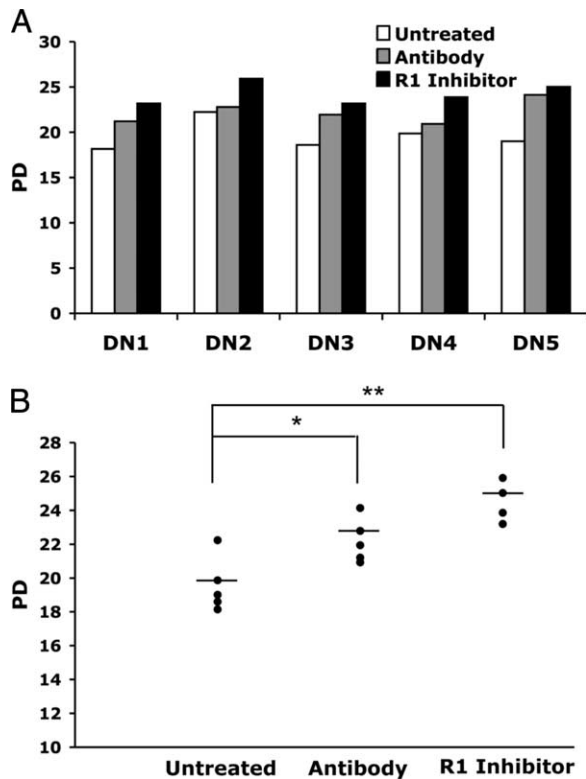 A
30
25
20
15
10
5
0
PD
Untreated
Antibody
R1 Inhibitor
DN1 DN2 DN3 DN4 DN5
B
**
*
28
26
24
22
20
18
16
14
12
10
PD
Untreated Antibody R1 Inhibitor